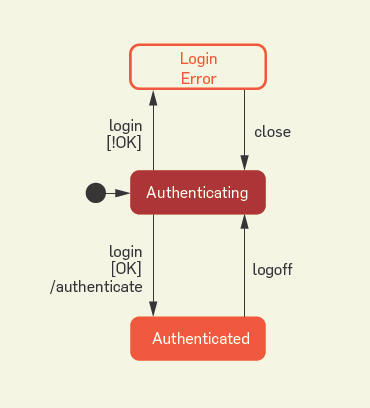 Login
Error
login
[!OK]
close
Authenticating
login
[OK]
/authenticate
logoff
Authenticated